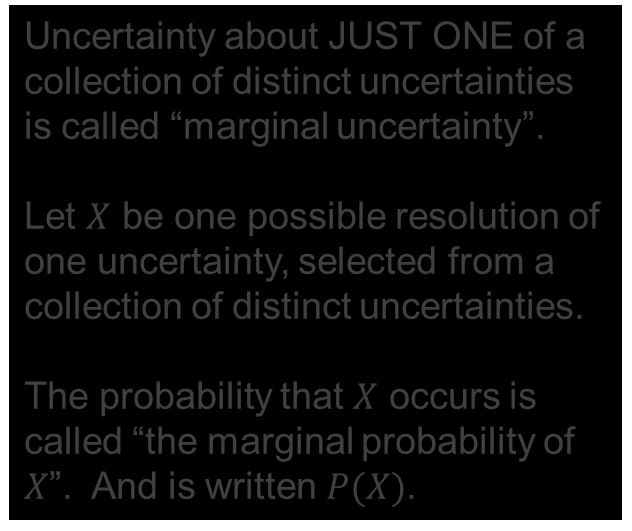 Uncertainty about JUST ONE of a
collection of distinct uncertainties
is called “marginal uncertainty”.
Let X be one possible resolution of
one uncertainty, selected from a
collection of distinct uncertainties.
The probability that X occurs is
called “the marginal probability of
X”. And is written P(X).